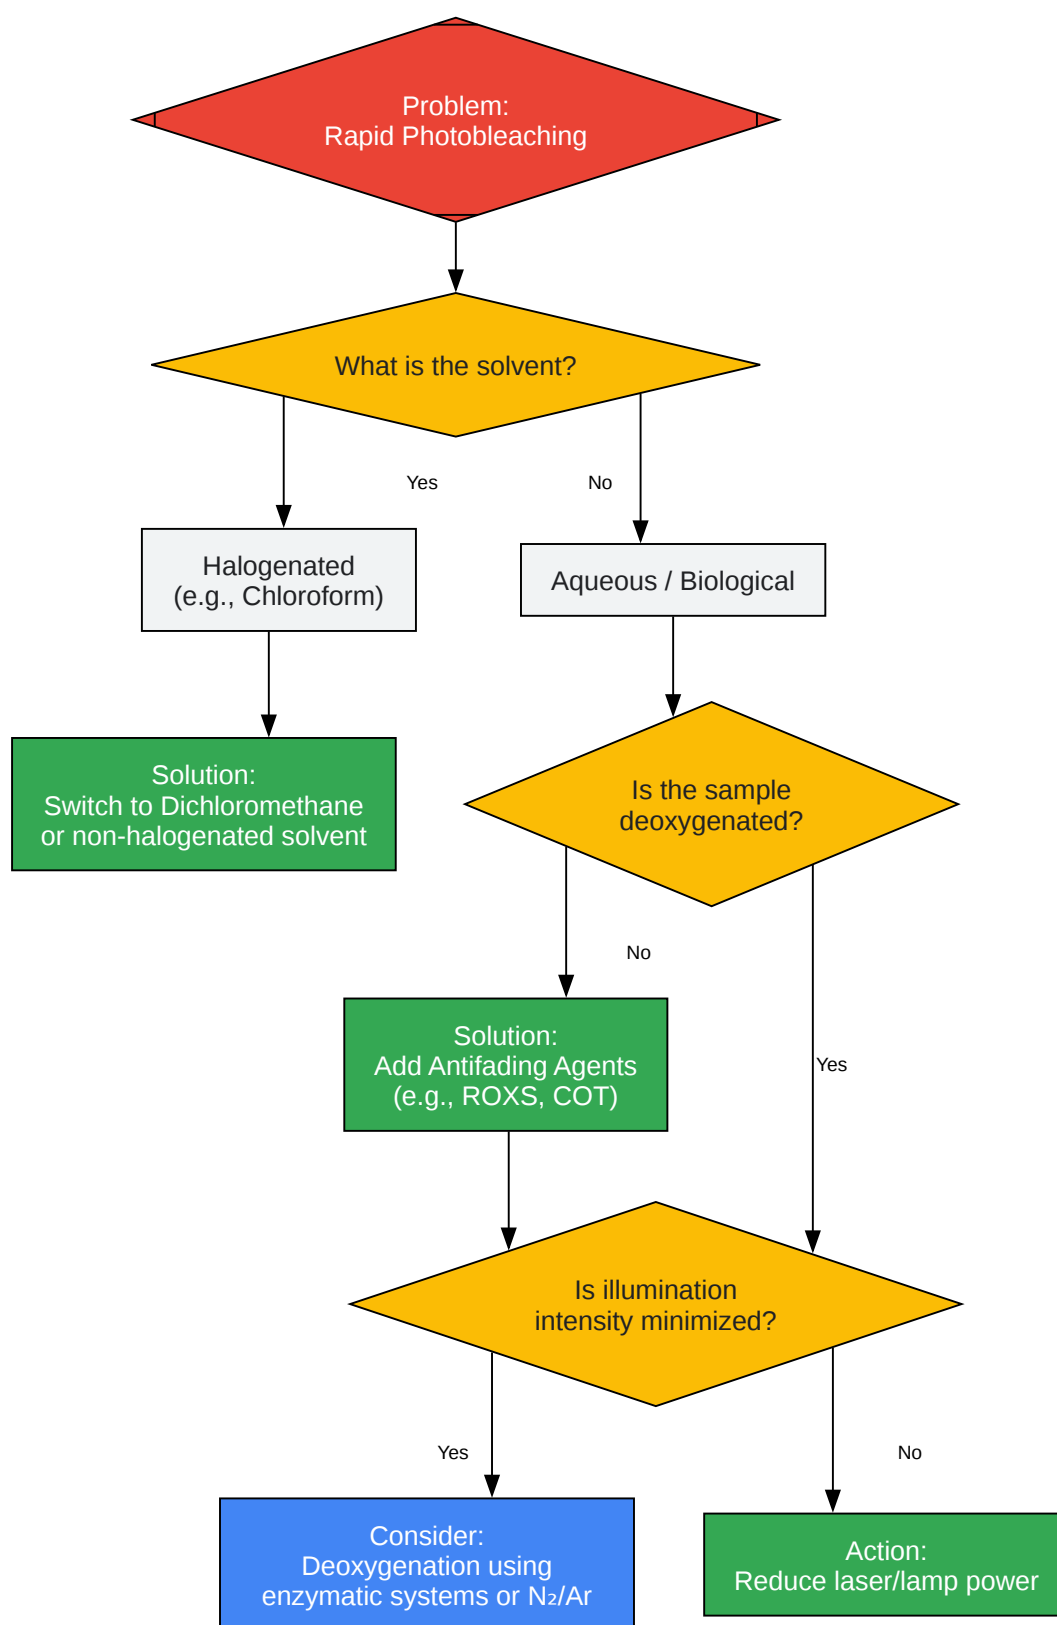 Problem:
Rapid Photobleaching
What is the solvent?
Yes
No
Halogenated
(e.g., Chloroform)
Aqueous / Biological
Solution:
Switch to Dichloromethane
or non-halogenated solvent
Is the sample
deoxygenated?
No
Solution:
Add Antifading Agents
(e.g., ROXS, COT)
Yes
Is illumination
intensity minimized?
Yes
No
Consider:
Deoxygenation using
enzymatic systems or N₂/Ar
Action:
Reduce laser/lamp power